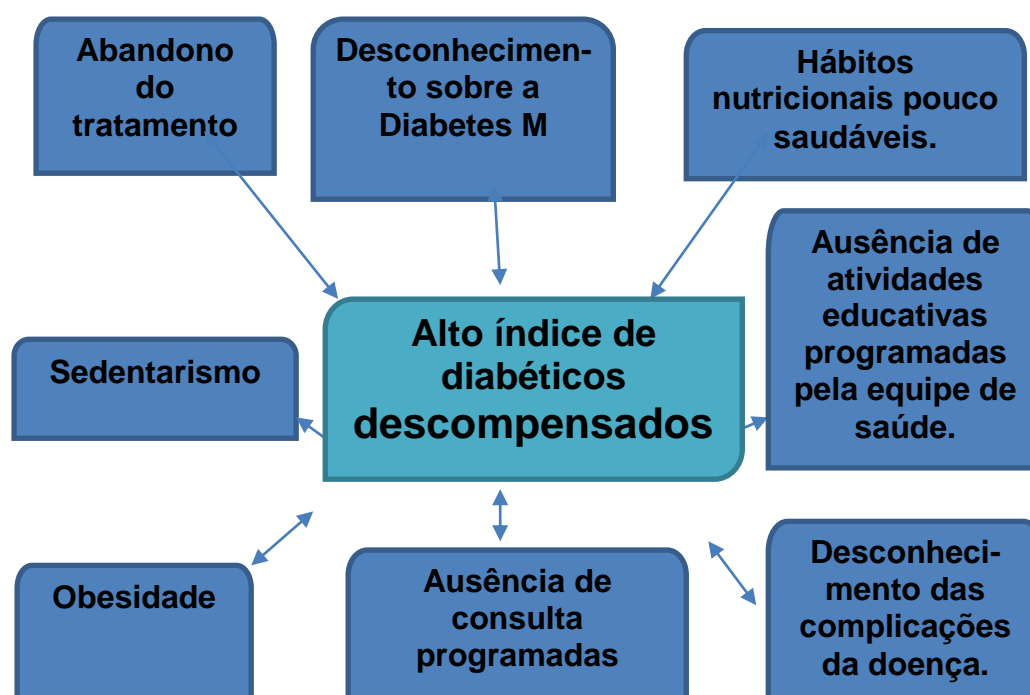 Abandono
do
tratamento
Desconhecimen-
to sobre a
Diabetes M
Hábitos
nutricionais pouco
saudáveis.
Ausência de
atividades
educativas
programadas
pela equipe de
saúde.
Alto índice de
diabéticos
descompensados
Sedentarismo
Obesidade
Ausência de
consulta
programadas
Desconheci-
mento das
complicações
da doença.